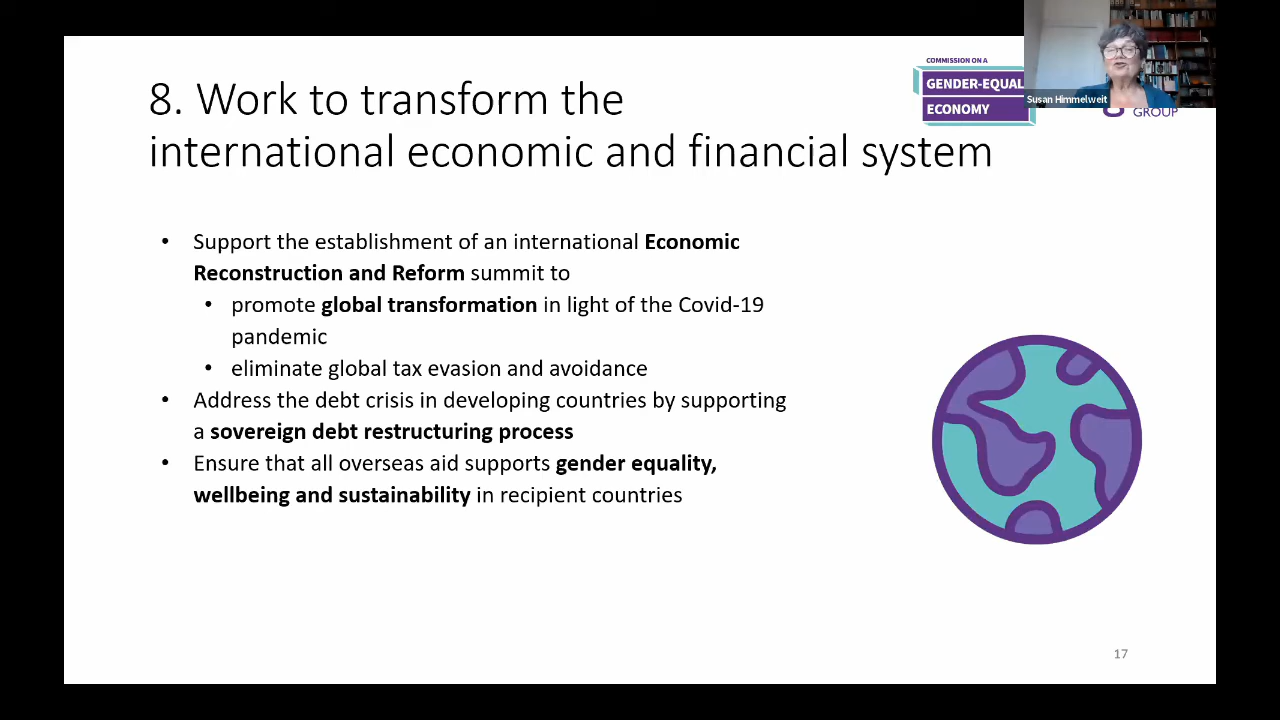 COMMISSION ON A
GENDER-EQUAL
ECONOMY
Susan Himmelweit
GROUP
8. Work to transform the
international economic and financial system
• Support the establishment of an international Economic
Reconstruction and Reform summit to
• promote global transformation in light of the Covid-19
pandemic
• eliminate global tax evasion and avoidance
• Address the debt crisis in developing countries by supporting
a sovereign debt restructuring process
• Ensure that all overseas aid supports gender equality,
wellbeing and sustainability in recipient countries
17